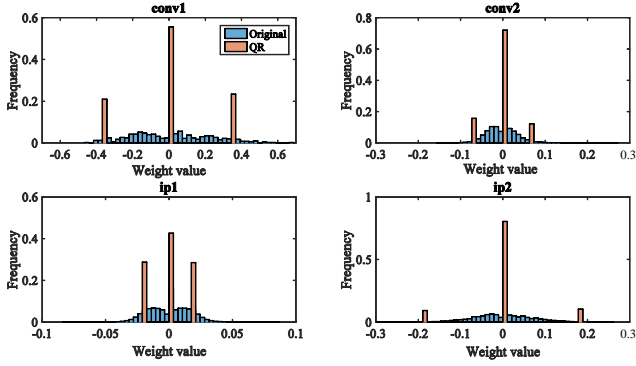 conv1
0.6
0.4
0.2
0
Frequency
Original
QR
-0.6 -0.4 -0.2 0 0.2 0.4 0.6
Weight value
conv2
0.8
0.6
0.4
0.2
0
Frequency
-0.3 -0.2 -0.1 0 0.1 0.2 0.3
Weight value
ip1
0.6
0.4
0.2
0
Frequency
-0.1 -0.05 0 0.05 0.1
Weight value
ip2
1
0.5
0
Frequency
-0.3 -0.2 -0.1 0 0.1 0.2 0.3
Weight value